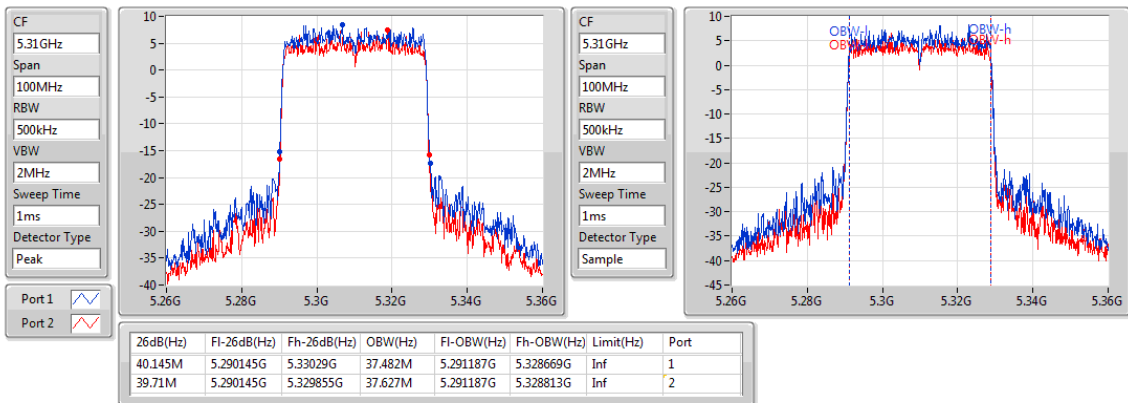 CF
5.31GHz
Span
100MHz
RBW
500kHz
VBW
2MHz
Sweep Time
1ms
Detector Type
Peak
Port 1
Port 2
10
5
0
-5
-10
-15
-20
-25
-30
-35
-40
5.26G 5.28G 5.3G 5.32G 5.34G 5.36G
CF
5.31GHz
Span
100MHz
RBW
500kHz
VBW
2MHz
Sweep Time
1ms
Detector Type
Sample
10
5
0
-5
-10
-15
-20
-25
-30
-35
-40
-45
OBW-h
OBW-h
5.26G 5.28G 5.3G 5.32G 5.34G 5.36G
26dB(Hz) Fl-26dB(Hz) Fh-26dB(Hz) OBW(Hz) Fl-OBW(Hz) Fh-OBW(Hz) Limit(Hz) Port
40.145M 5.290145G 5.33029G 37.482M 5.291187G 5.328669G Inf 1
39.71M 5.290145G 5.329855G 37.627M 5.291187G 5.328813G Inf 2